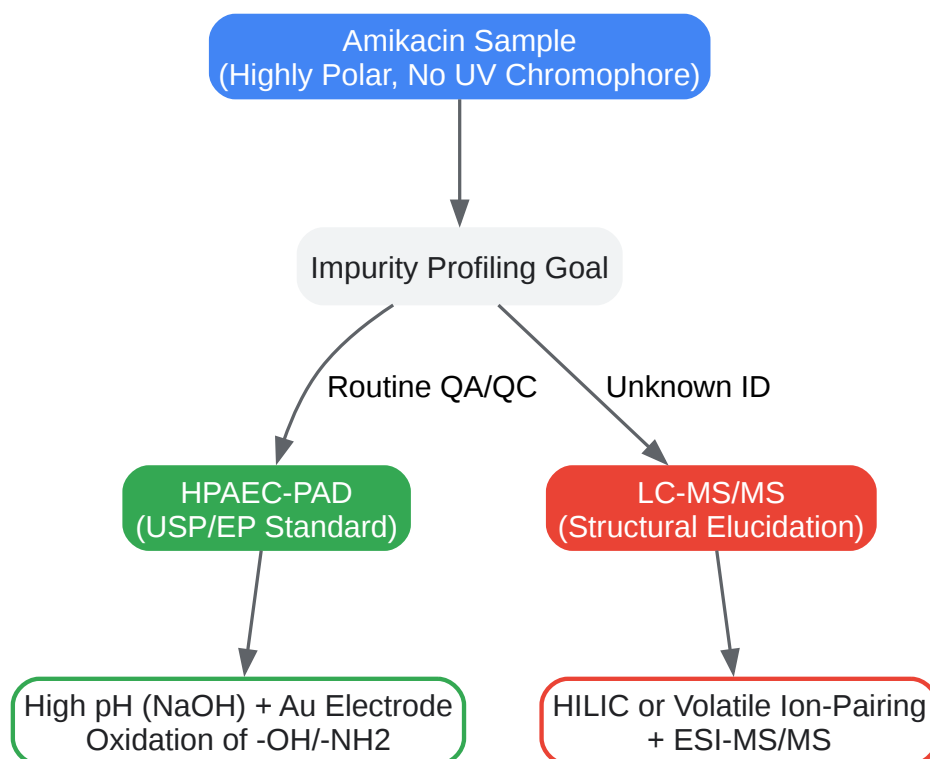 Amikacin Sample
(Highly Polar, No UV Chromophore)
Impurity Profiling Goal
Routine QA/QC
Unknown ID
HPAEC-PAD
(USP/EP Standard)
LC-MS/MS
(Structural Elucidation)
High pH (NaOH) + Au Electrode
Oxidation of -OH/-NH2
HILIC or Volatile Ion-Pairing
+ ESI-MS/MS